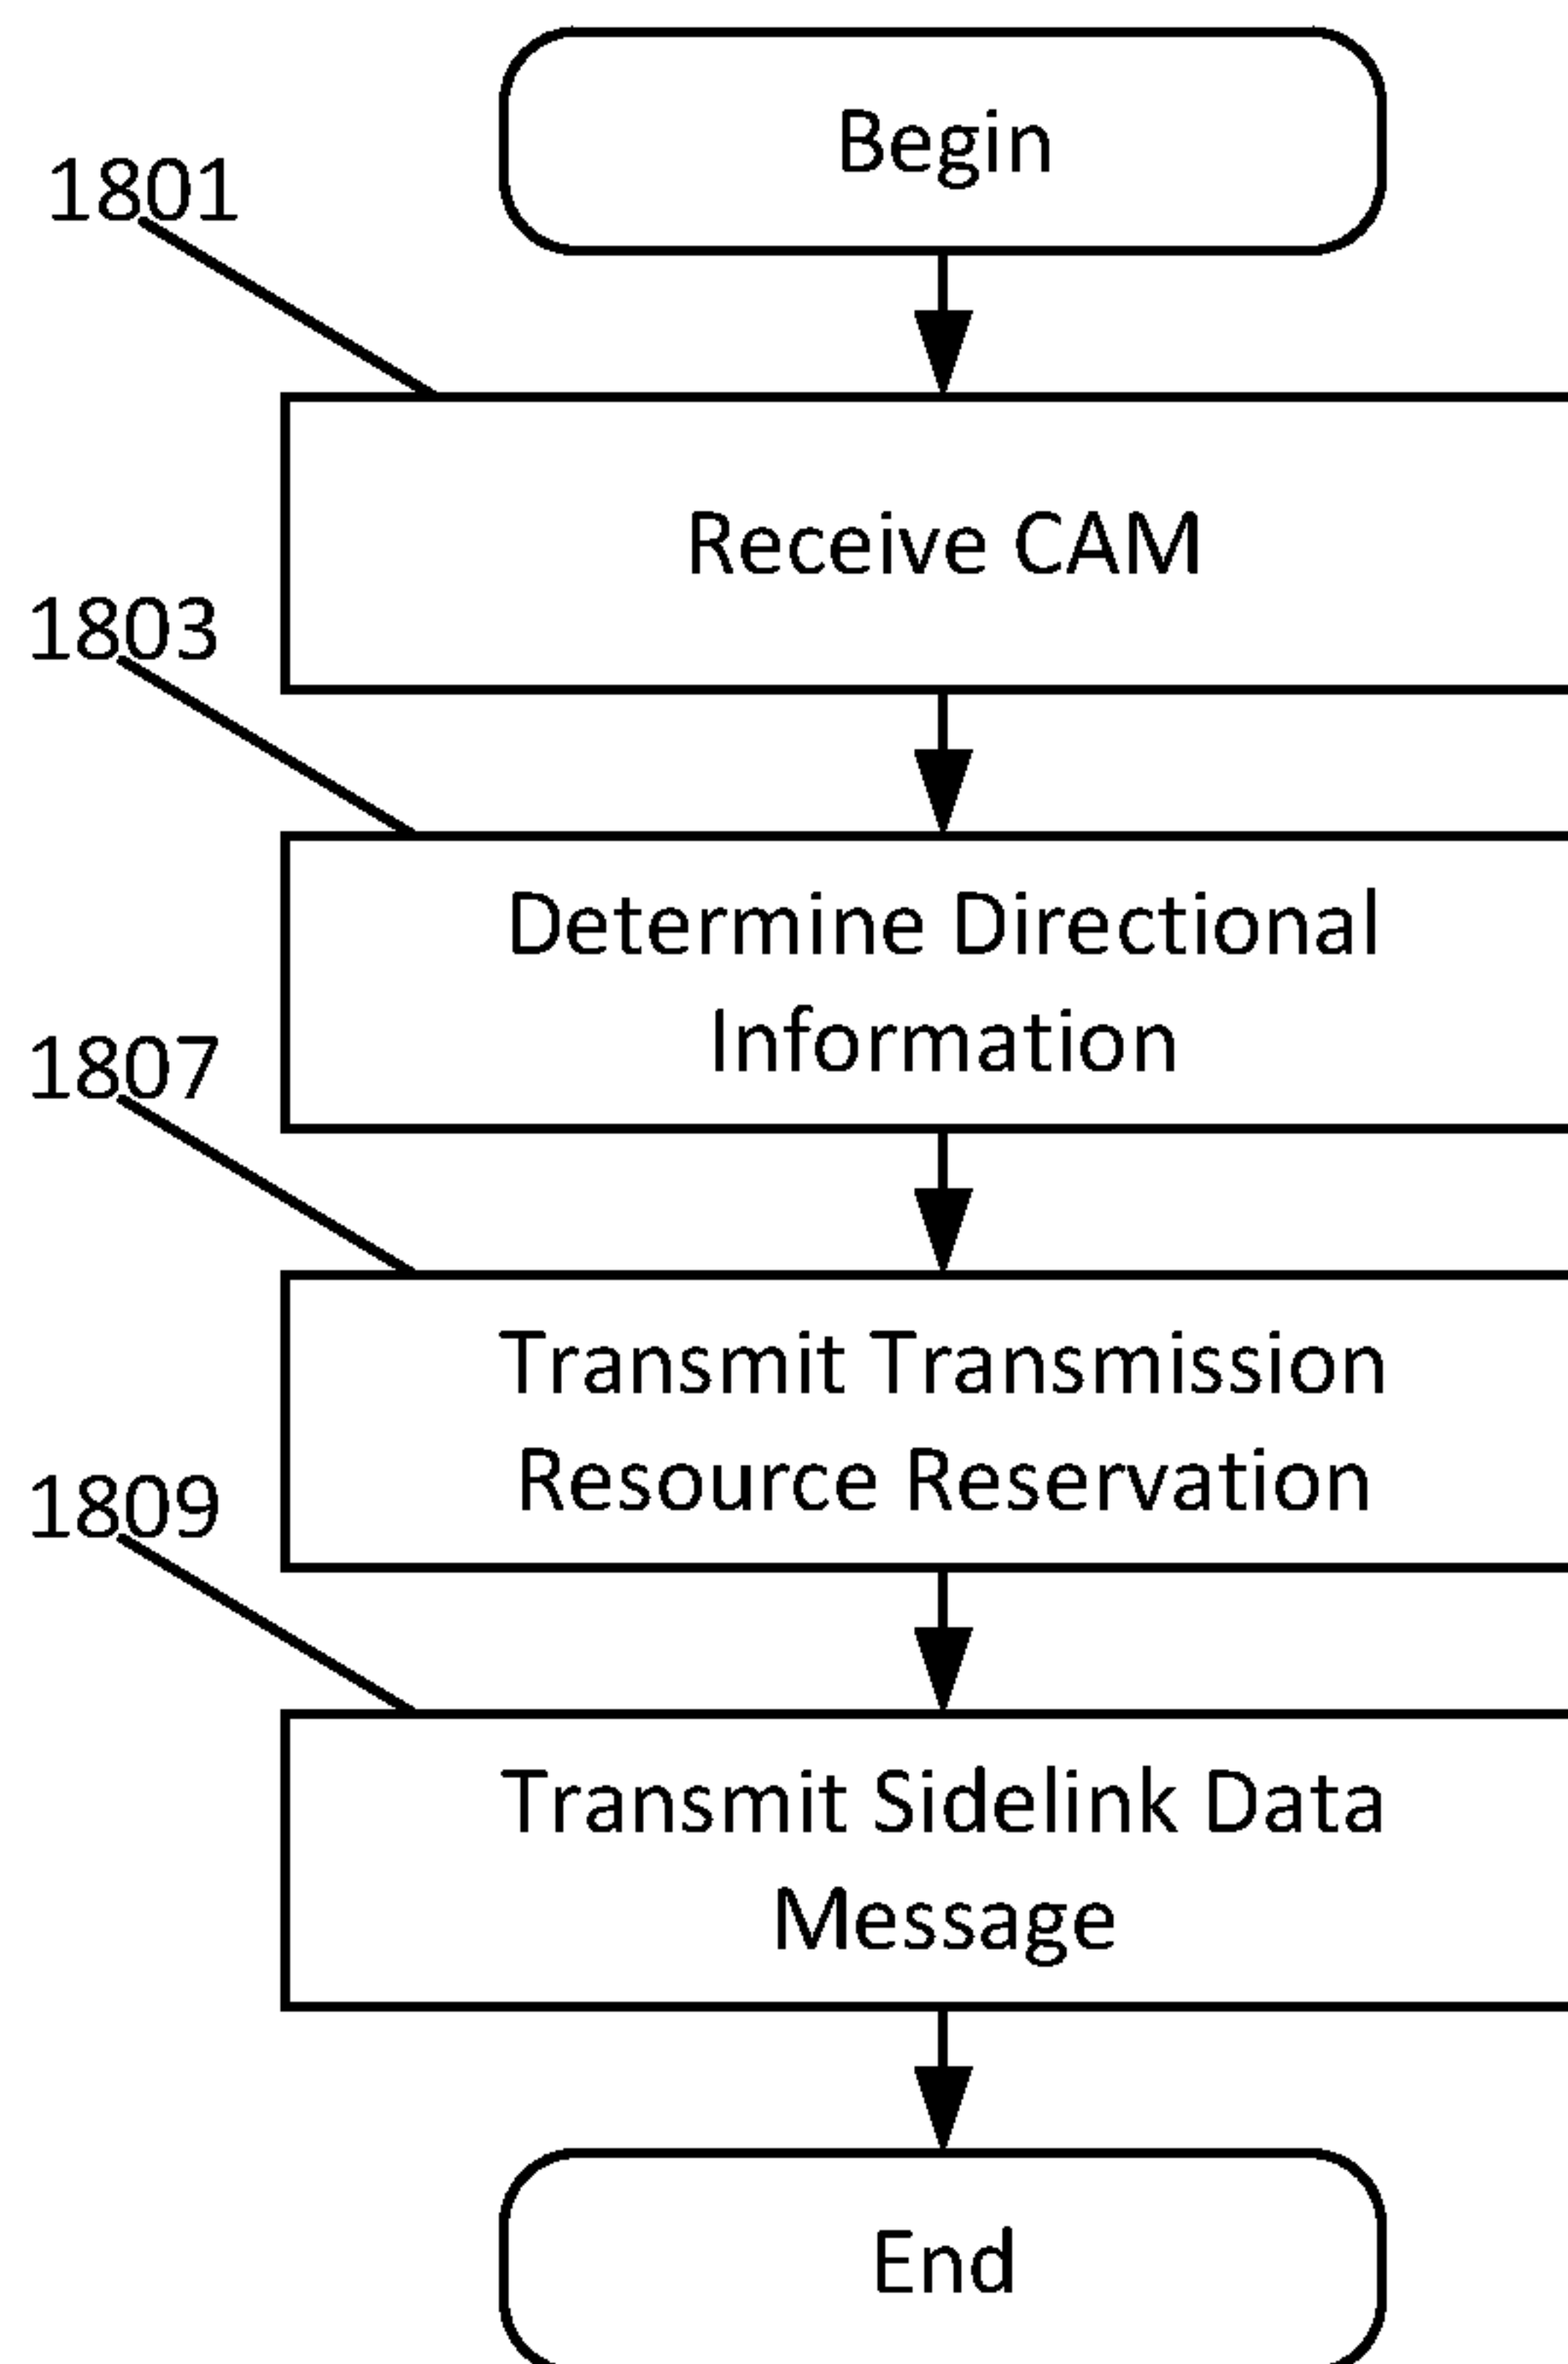 Begin
1801
Receive CAM
1803
Determine Directional
Information
1807
Transmit Transmission
Resource Reservation
1809
Transmit Sidelink Data
Message
End